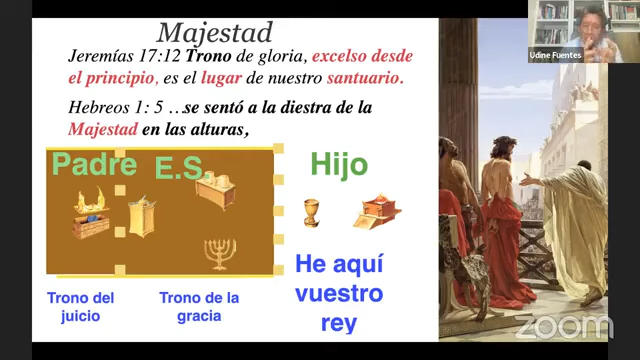 Majestad
Jeremías 17:12 Trono de gloria, excelso desde
el principio, es el lugar de nuestro santuario.
Hebreos 1: 5 …se sentó a la diestra de la
Majestad en las alturas,
Padre E.S. Hijo
He aquí
vuestro
rey
Trono del
juicio
Trono de la
gracia
Udine Fuentes
zoom